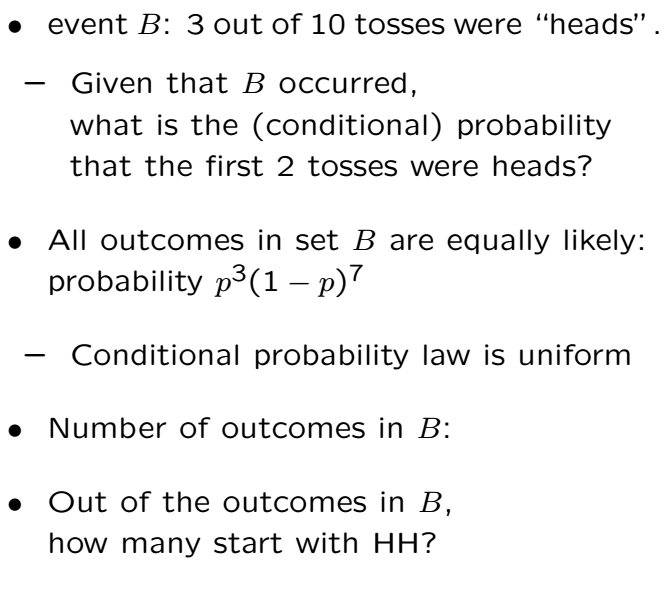 • event B: 3 out of 10 tosses were “heads”.
– Given that B occurred,
what is the (conditional) probability
that the first 2 tosses were heads?
• All outcomes in set B are equally likely:
probability p³(1 − p)⁷
– Conditional probability law is uniform
• Number of outcomes in B:
• Out of the outcomes in B,
how many start with HH?